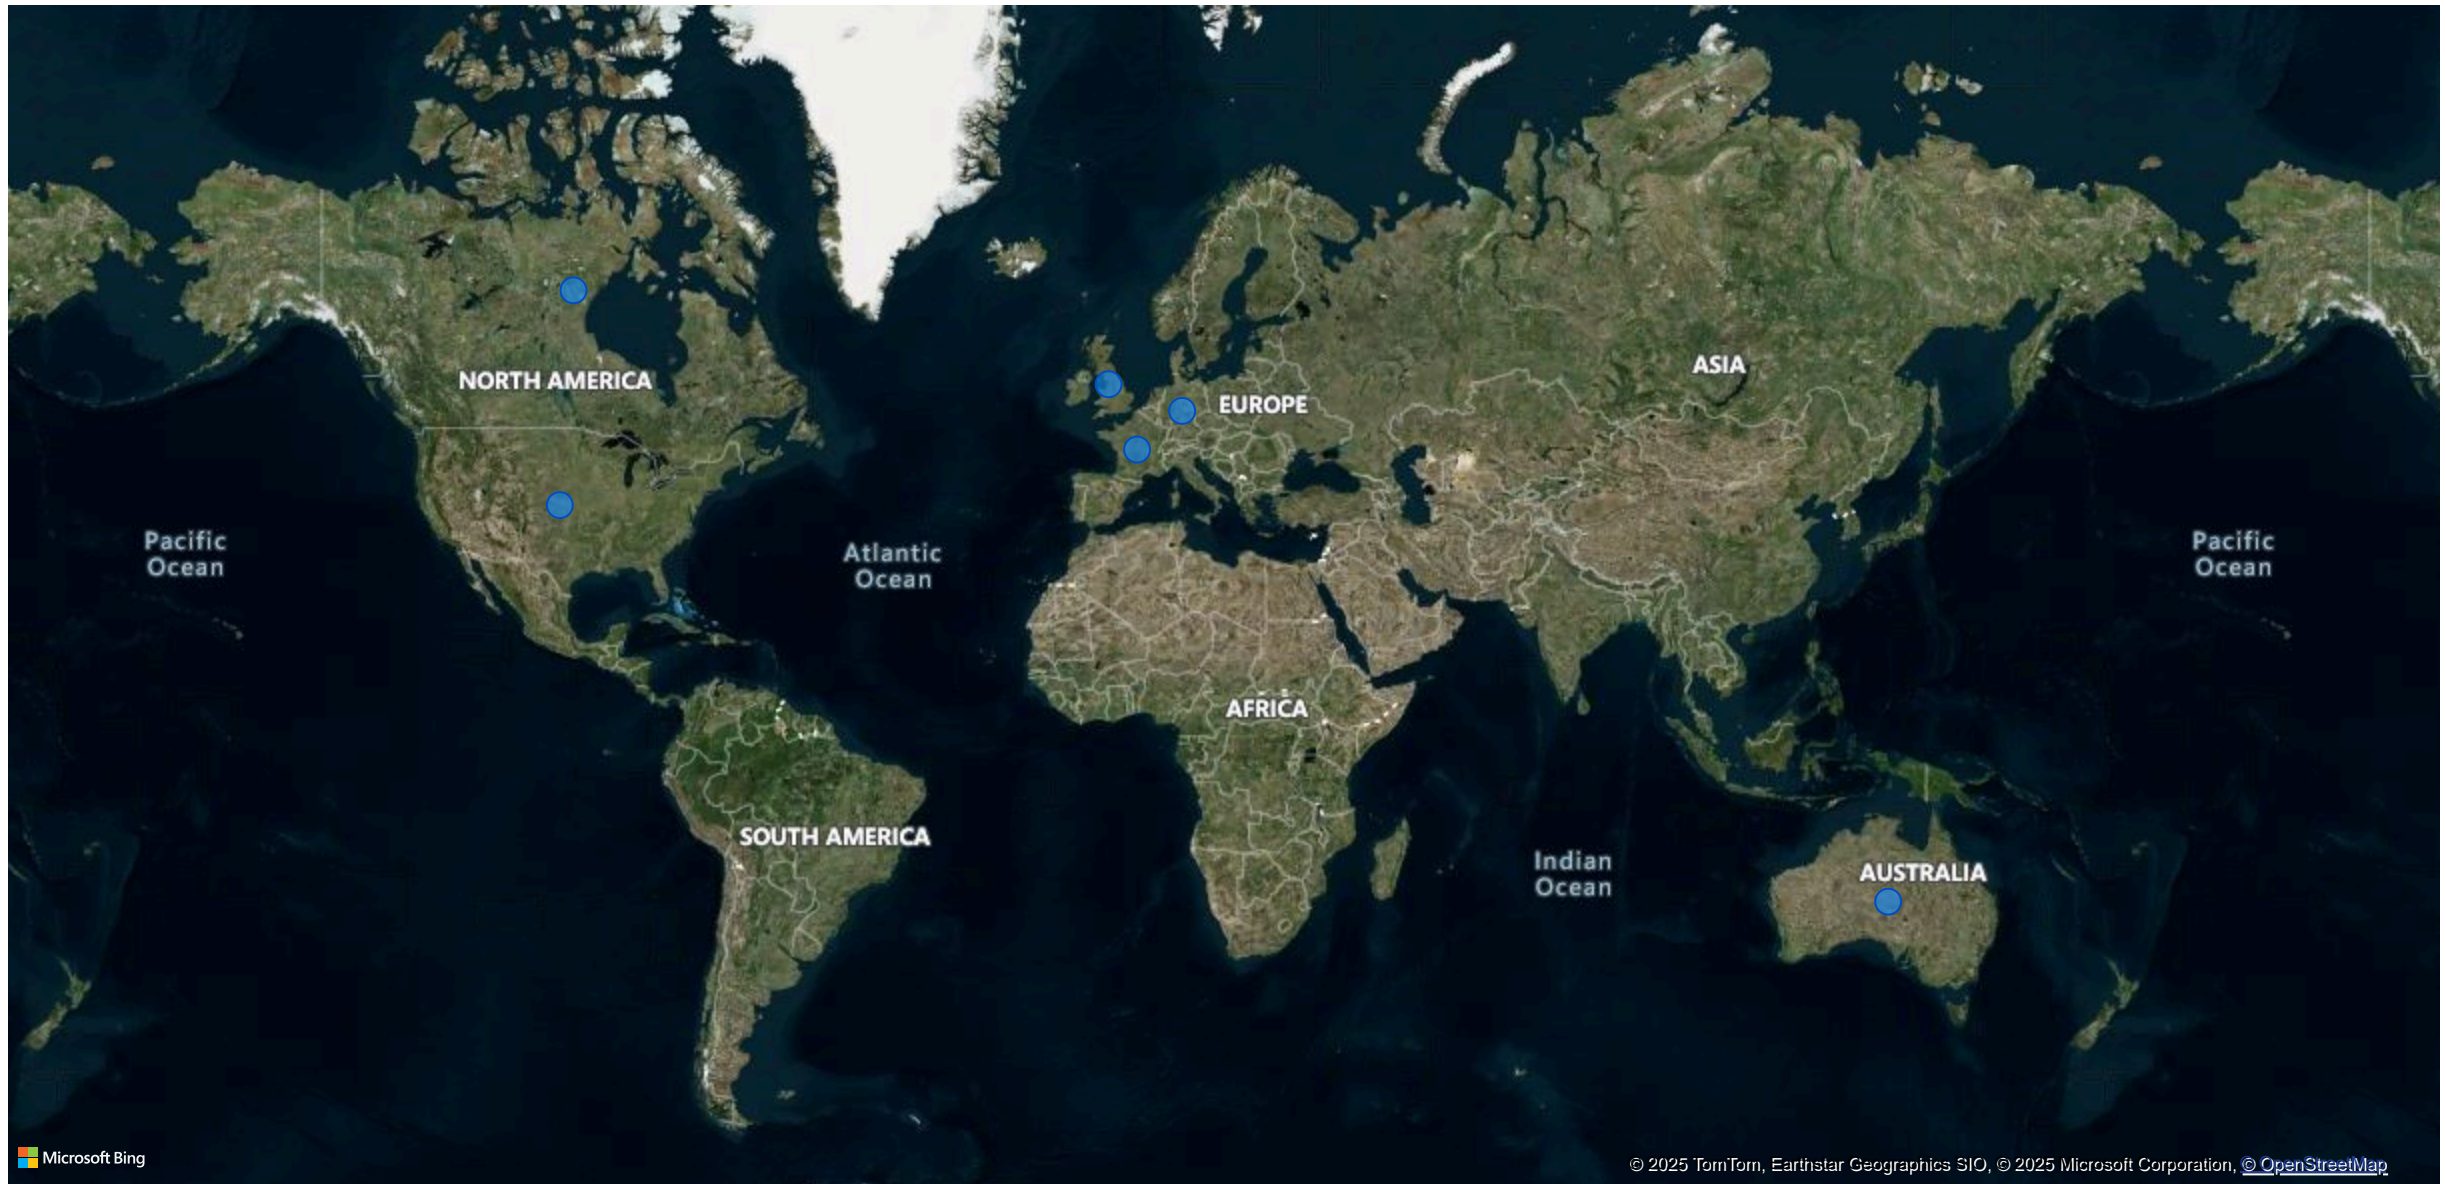 ASIA
NORTH AMERICA
EUROPE
Pacific
Ocean
Atlantic
Ocean
Pacific
Ocean
AFRICA
SOUTH AMERICA
Indian
Ocean
AUSTRALIA
Microsoft Bing
© 2025 TomTom, Earthstar Geographics SIO, © 2025 Microsoft Corporation, © OpenStreetMap